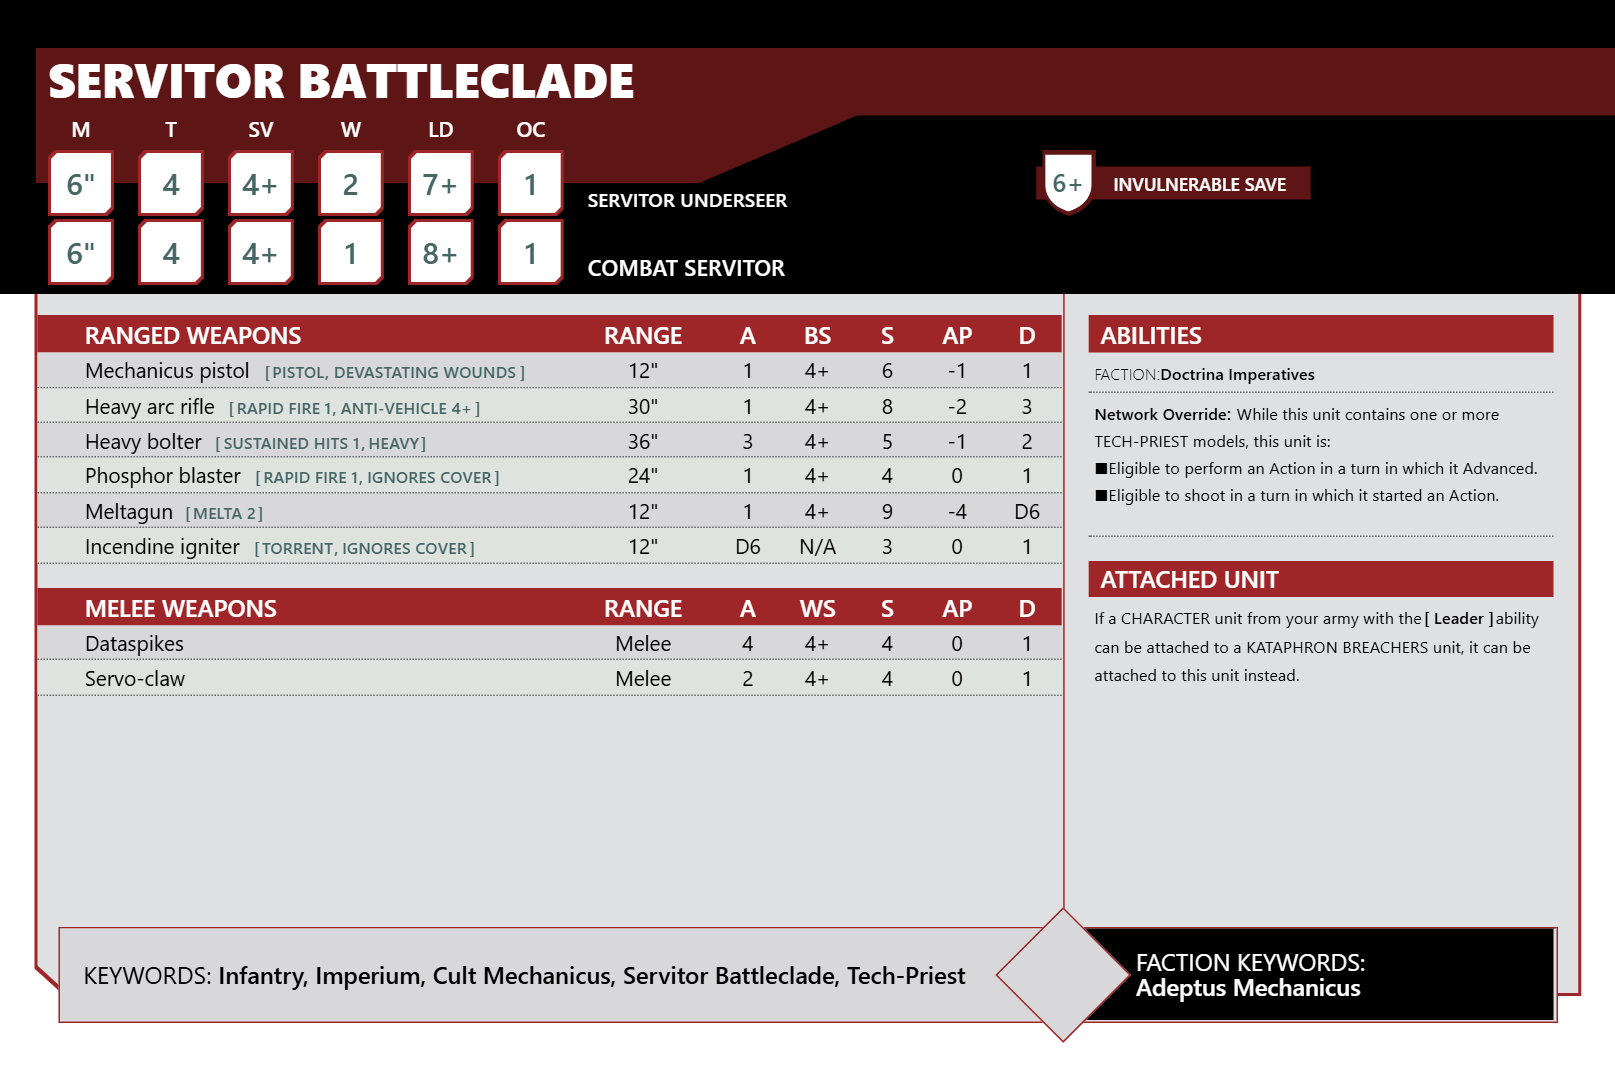 SERVITOR BATTLECLADE
M T SV W LD OC
6" 4 4+ 2 7+ 1 SERVITOR UNDERSEER
6+ INVULNERABLE SAVE
6" 4 4+ 1 8+ 1 COMBAT SERVITOR
RANGED WEAPONS RANGE A BS S AP D
Mechanicus pistol [PISTOL, DEVASTATING WOUNDS] 12" 1 4+ 6 -1 1
Heavy arc rifle [RAPID FIRE 1, ANTI-VEHICLE 4+] 30" 1 4+ 8 -2 3
Heavy bolter [SUSTAINED HITS 1, HEAVY] 36" 3 4+ 5 -1 2
Phosphor blaster [RAPID FIRE 1, IGNORES COVER] 24" 1 4+ 4 0 1
Meltagun [MELTA 2] 12" 1 4+ 9 -4 D6
Incendine igniter [TORRENT, IGNORES COVER] 12" D6 N/A 3 0 1
MELEE WEAPONS RANGE A WS S AP D
Dataspikes Melee 4 4+ 4 0 1
Servo-claw Melee 2 4+ 4 0 1
ABILITIES
FACTION:Doctrina Imperatives
Network Override: While this unit contains one or more
TECH-PRIEST models, this unit is:
■Eligible to perform an Action in a turn in which it Advanced.
■Eligible to shoot in a turn in which it started an Action.
ATTACHED UNIT
If a CHARACTER unit from your army with the [ Leader ] ability
can be attached to a KATAPHRON BREACHERS unit, it can be
attached to this unit instead.
KEYWORDS: Infantry, Imperium, Cult Mechanicus, Servitor Battleclade, Tech-Priest
FACTION KEYWORDS:
Adeptus Mechanicus